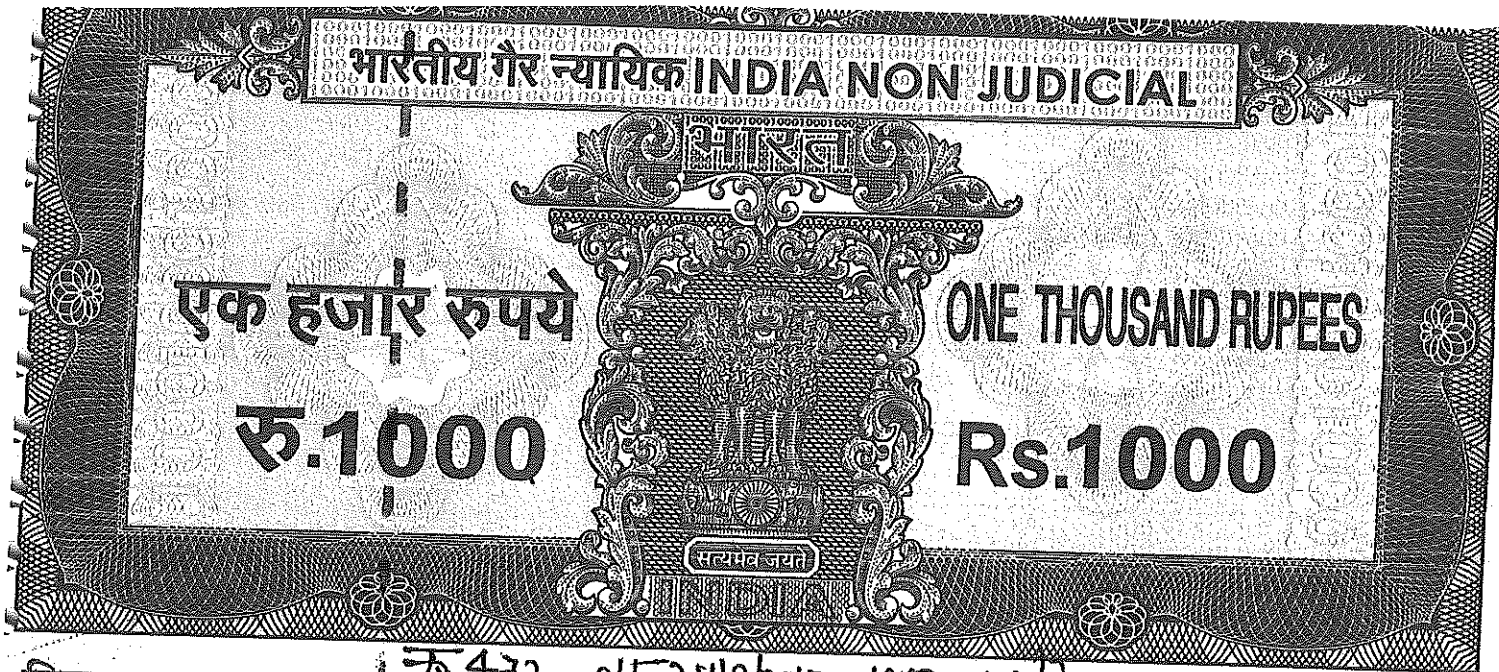 भारतीय गैर न्यायिक INDIA NON JUDICIAL
भारत
एक हजार रुपये
ONE THOUSAND RUPEES
रु.1000
Rs.1000
सत्यमेव जयते
INDIA